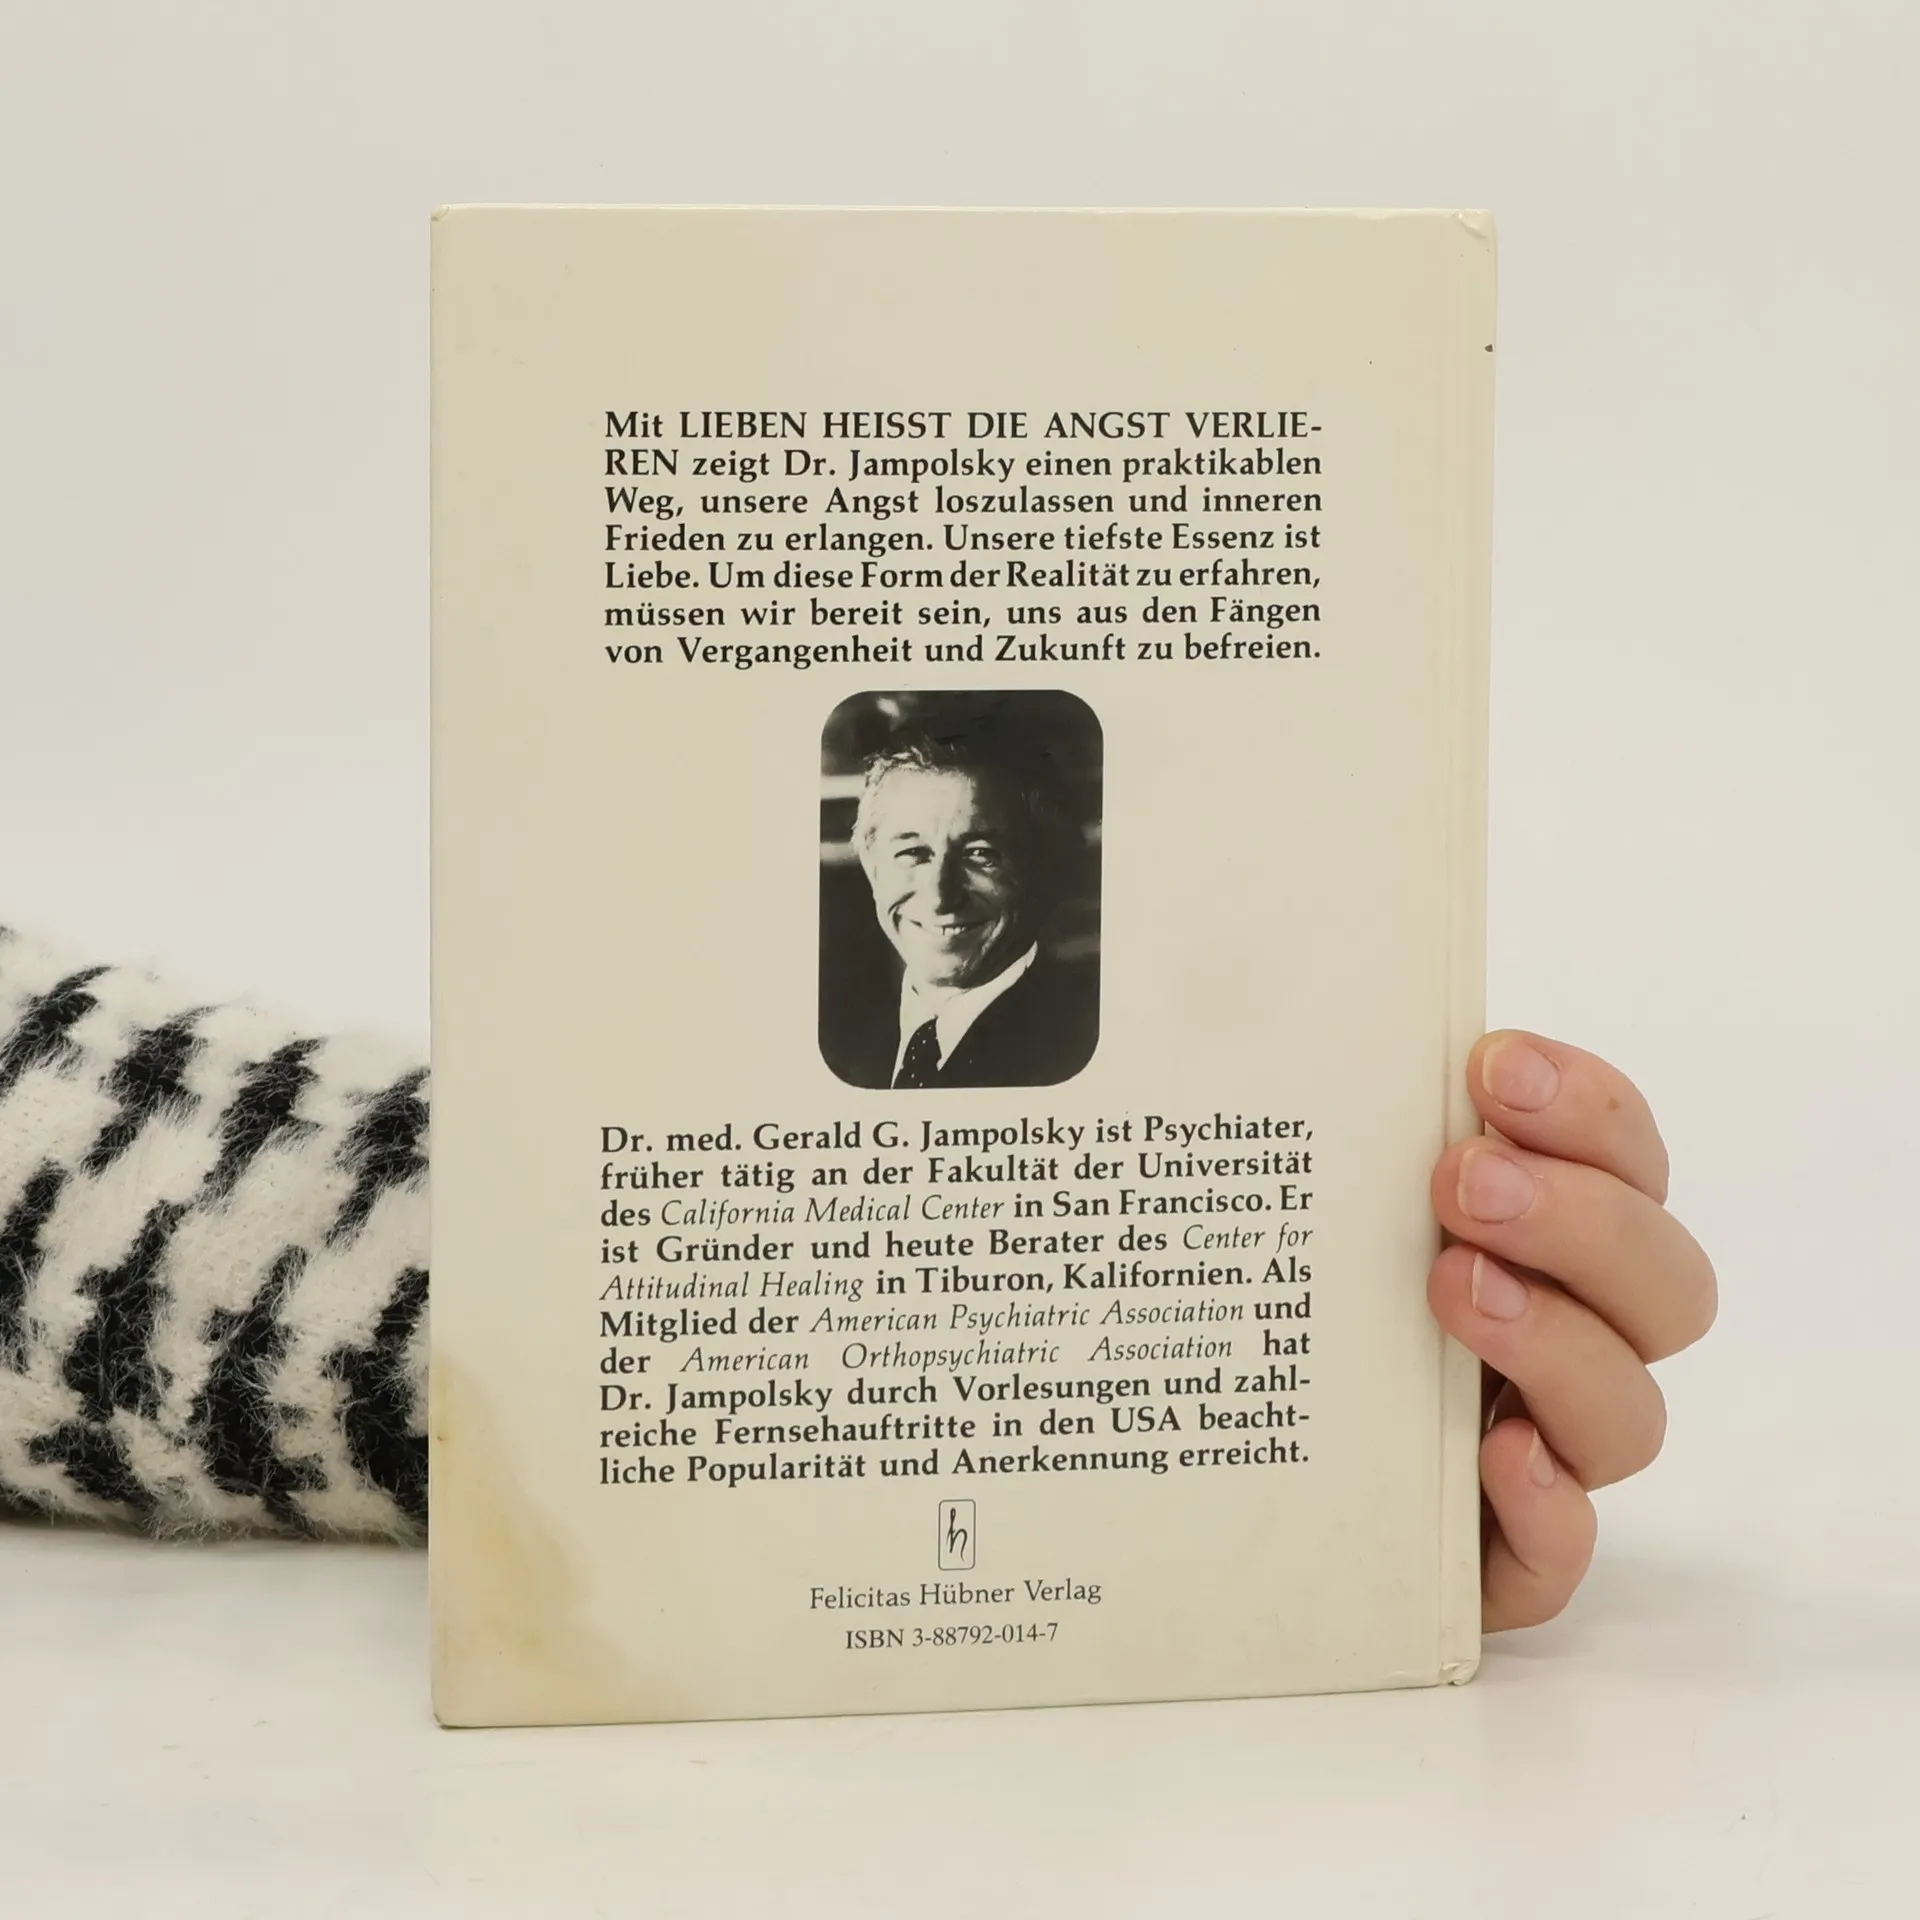 Mit LIEBEN HEISST DIE ANGST VERLIE-
REN zeigt Dr. Jampolsky einen praktikablen
Weg, unsere Angst loszulassen und inneren
Frieden zu erlangen. Unsere tiefste Essenz ist
Liebe. Um diese Form der Realität zu erfahren,
müssen wir bereit sein, uns aus den Fängen
von Vergangenheit und Zukunft zu befreien.
Dr. med. Gerald G. Jampolsky ist Psychiater,
früher tätig an der Fakultät der Universität
des California Medical Center in San Francisco. Er
ist Gründer und heute Berater des Center for
Attitudinal Healing in Tiburon, Kalifornien. Als
Mitglied der American Psychiatric Association und
der American Orthopsychiatric Association hat
Dr. Jampolsky durch Vorlesungen und zahl-
reiche Fernsehauftritte in den USA beacht-
liche Popularität und Anerkennung erreicht.
h
Felicitas Hübner Verlag
ISBN 3-88792-014-7